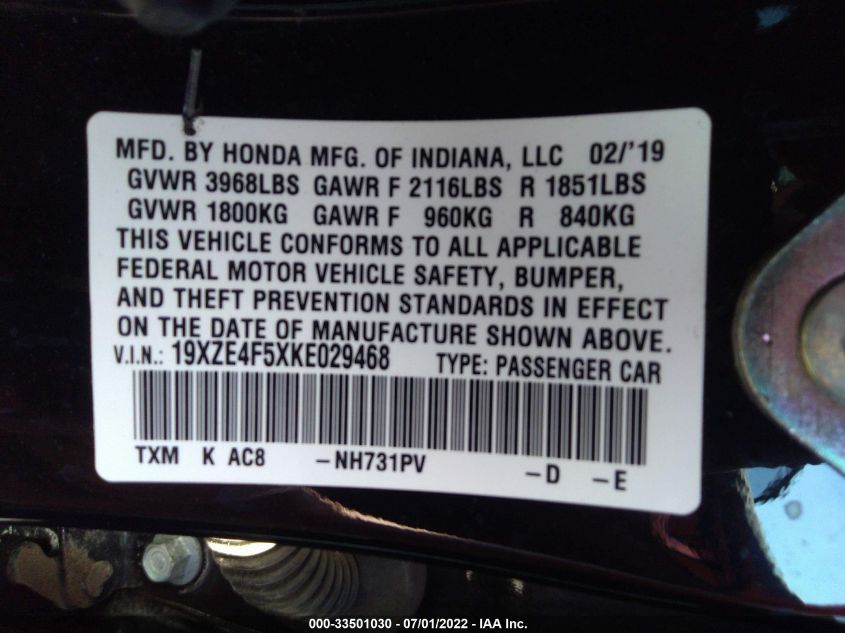 MFD. BY HONDA MFG. OF INDIANA, LLC 02/'19
GVWR 3968LBS GAWR F 2116LBS R 1851LBS
GVWR 1800KG GAWR F 960KG R 840KG
THIS VEHICLE CONFORMS TO ALL APPLICABLE
FEDERAL MOTOR VEHICLE SAFETY, BUMPER,
AND THEFT PREVENTION STANDARDS IN EFFECT
ON THE DATE OF MANUFACTURE SHOWN ABOVE.
V.I.N.: 19XZE4F5XKE029468 TYPE: PASSENGER CAR
TXM K AC8 -NH731PV -D -E
000-33501030 - 07/01/2022 - IAA Inc.